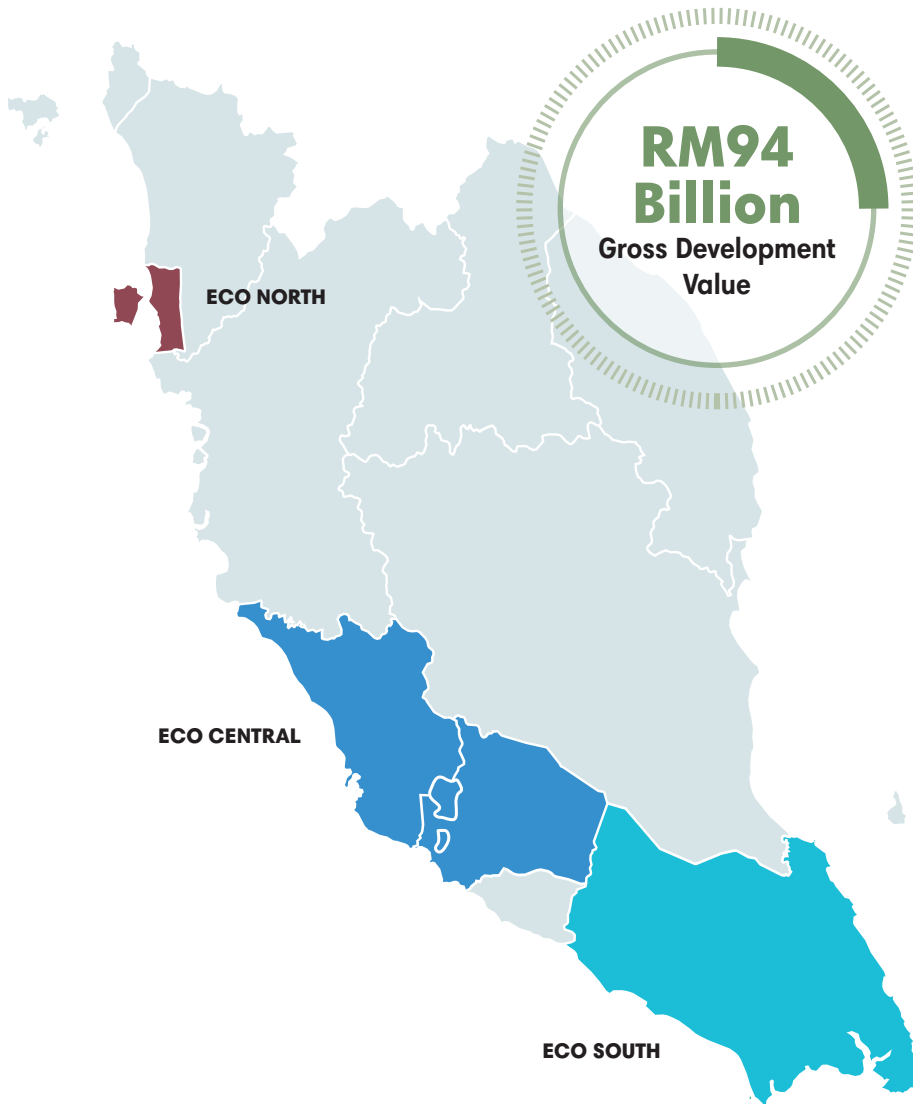 RM94
Billion
Gross Development
Value
ECO NORTH
ECO CENTRAL
ECO SOUTH